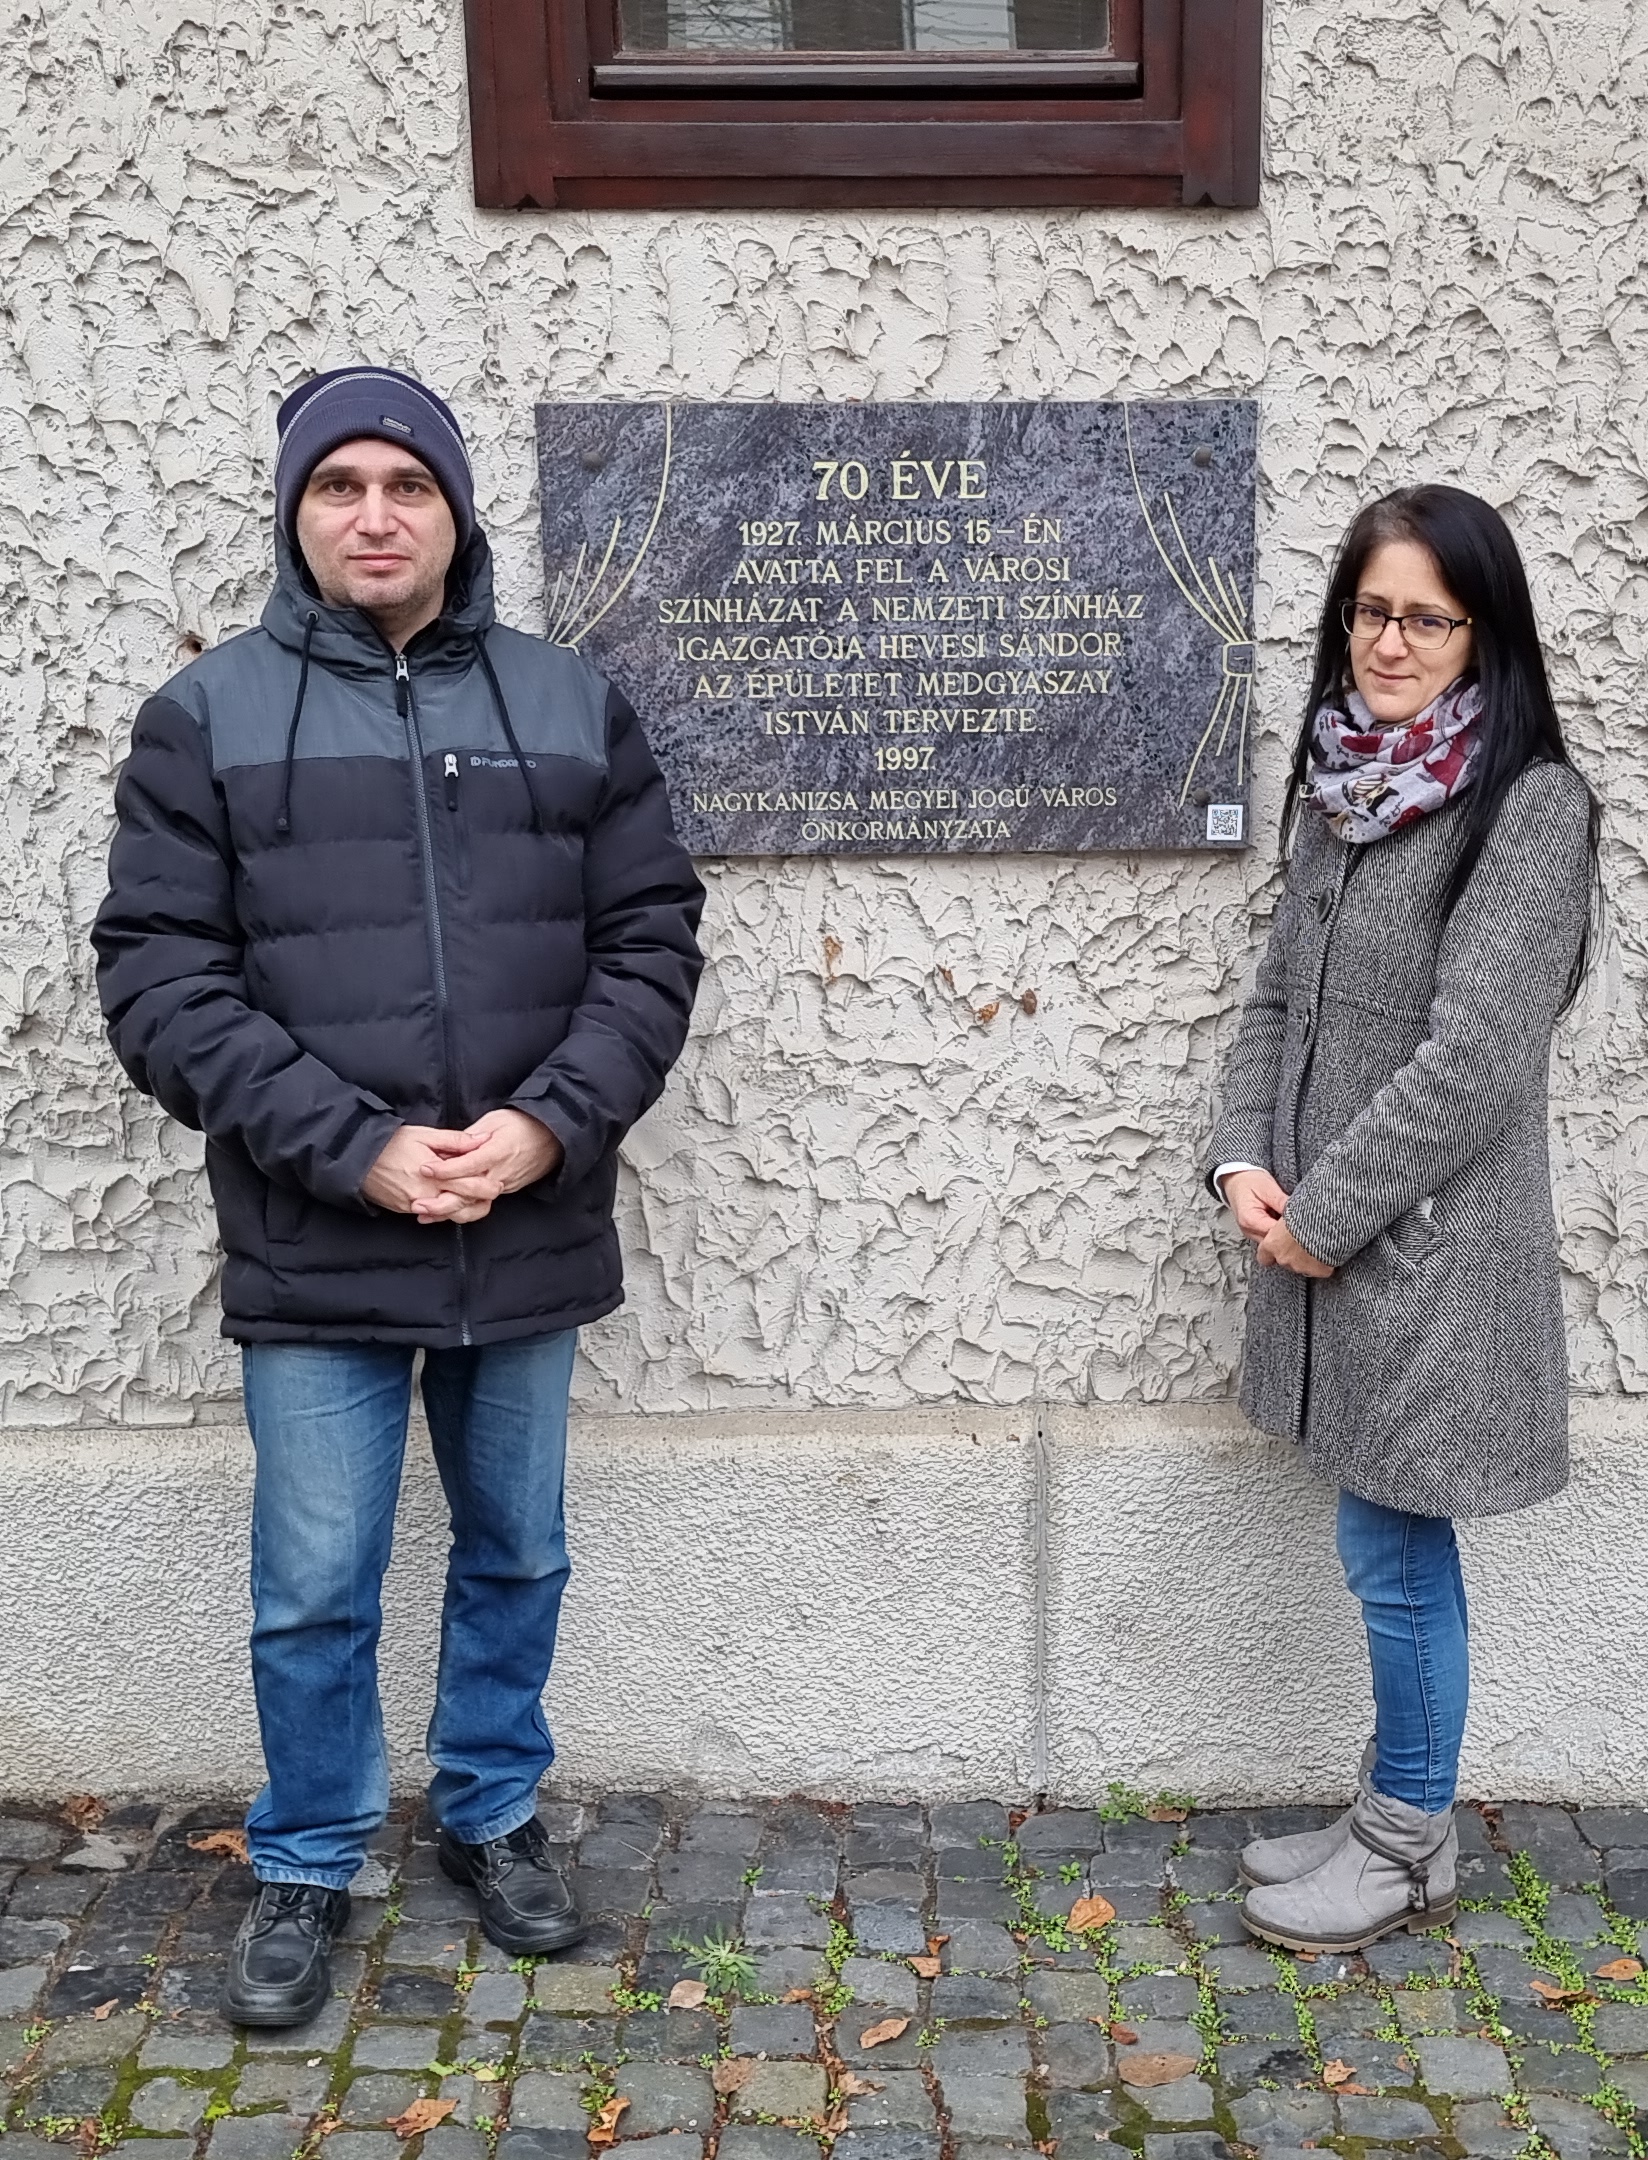 70 ÉVE
1927. MÁRCIUS 15 – ÉN
AVATTA FEL A VÁROSI
SZÍNHÁZAT A NEMZETI SZÍNHÁZ
IGAZGATÓJA HEVESI SÁNDOR
AZ ÉPÜLETET MEDGYASZAY
ISTVÁN TERVEZTE.
1997.
NAGYKANIZSA MEGYEI JOGÚ VÁROS
ÖNKORMÁNYZATA